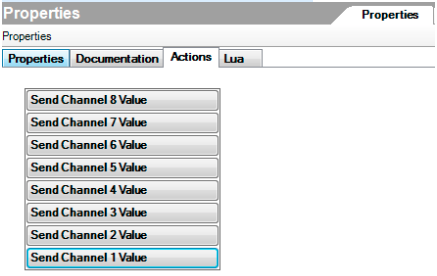 Properties Properties
Properties
Properties Documentation Actions Lua
Send Channel 8 Value
Send Channel 7 Value
Send Channel 6 Value
Send Channel 5 Value
Send Channel 4 Value
Send Channel 3 Value
Send Channel 2 Value
Send Channel 1 Value